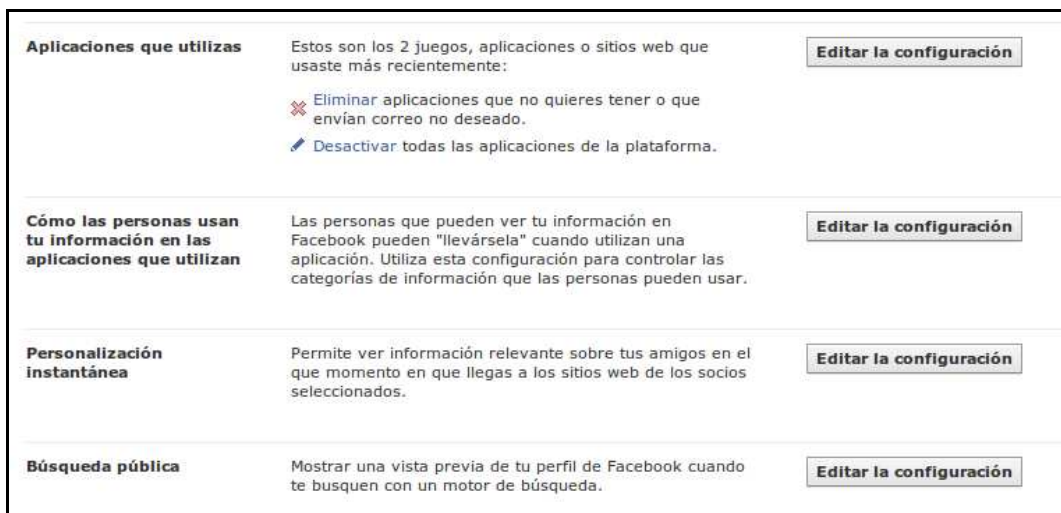 Aplicaciones que utilizas
Estos son los 2 juegos, aplicaciones o sitios web que
usaste más recientemente:
Eliminar aplicaciones que no quieres tener o que
envían correo no deseado.
Desactivar todas las aplicaciones de la plataforma.
Editar la configuración
Cómo las personas usan
tu información en las
aplicaciones que utilizan
Las personas que pueden ver tu información en
Facebook pueden "llevársela" cuando utilizan una
aplicación. Utiliza esta configuración para controlar las
categorías de información que las personas pueden usar.
Editar la configuración
Personalización
instantánea
Permite ver información relevante sobre tus amigos en el
que momento en que llegas a los sitios web de los socios
seleccionados.
Editar la configuración
Búsqueda pública
Mostrar una vista previa de tu perfil de Facebook cuando
te busquen con un motor de búsqueda.
Editar la configuración